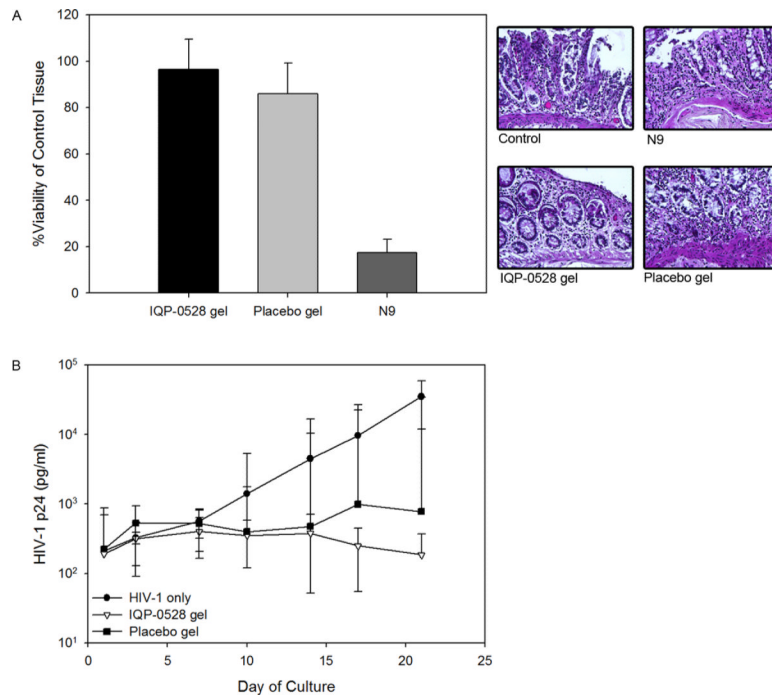 A
%Viability of Control Tissue
120
100
80
60
40
20
0
IQP-0528 gel Placebo gel N9
Control N9
IQP-0528 gel Placebo gel
B
HIV-1 p24 (pg/ml)
10⁵
10⁴
10³
10²
10¹
HIV-1 only
IQP-0528 gel
Placebo gel
0 5 10 15 20 25
Day of Culture